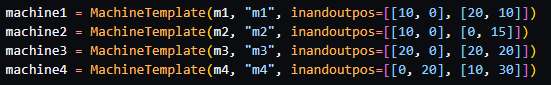 machine1 = MachineTemplate(m1, "m1", inandoutpos=[[10, 0], [20, 10]])
machine2 = MachineTemplate(m2, "m2", inandoutpos=[[10, 0], [0, 15]])
machine3 = MachineTemplate(m3, "m3", inandoutpos=[[20, 0], [20, 20]])
machine4 = MachineTemplate(m4, "m4", inandoutpos=[[0, 20], [10, 30]])